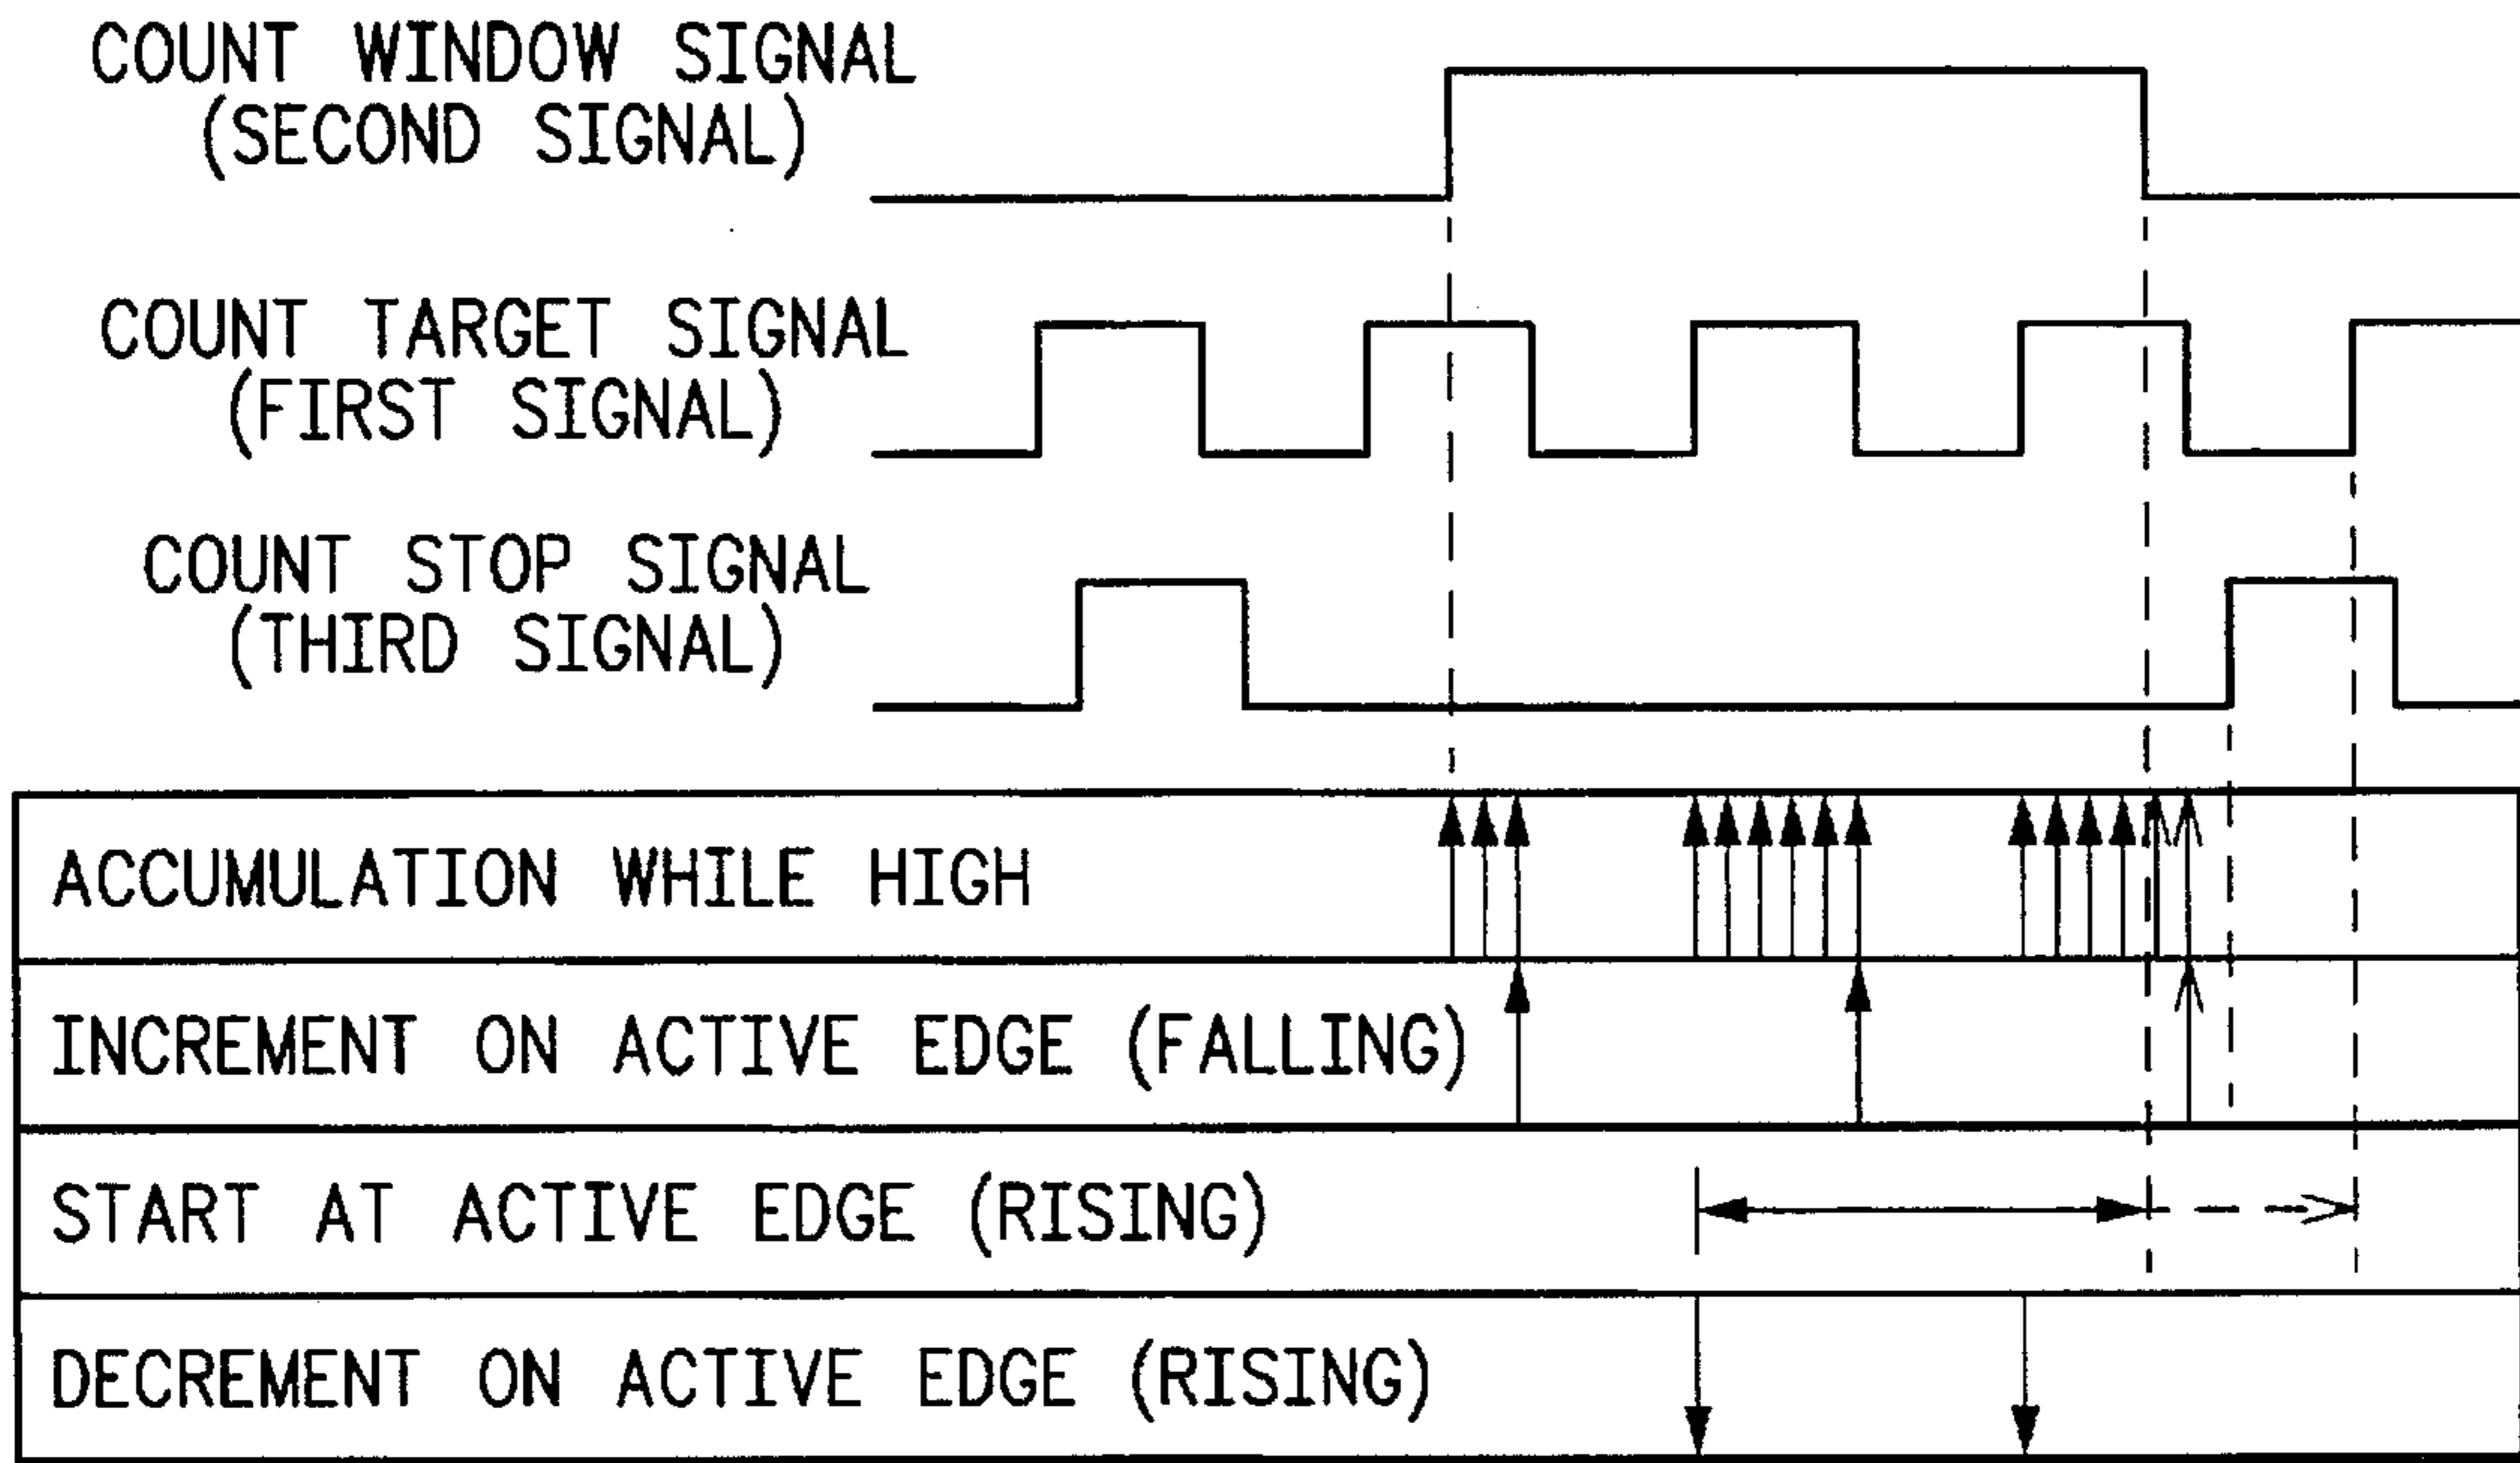 COUNT WINDOW SIGNAL
(SECOND SIGNAL)
COUNT TARGET SIGNAL
(FIRST SIGNAL)
COUNT STOP SIGNAL
(THIRD SIGNAL)
ACCUMULATION WHILE HIGH
INCREMENT ON ACTIVE EDGE (FALLING)
START AT ACTIVE EDGE (RISING)
DECREMENT ON ACTIVE EDGE (RISING)